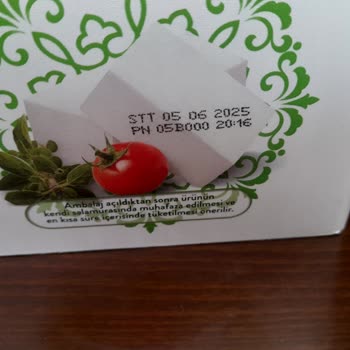 STT 05 06 2025
PN 05B000 20:16
Ambalaj açıldıktan sonra ürünün
kendi salamurasında muhafaza edilmesi ve
en kısa süre içerisinde tüketilmesi önerilir.